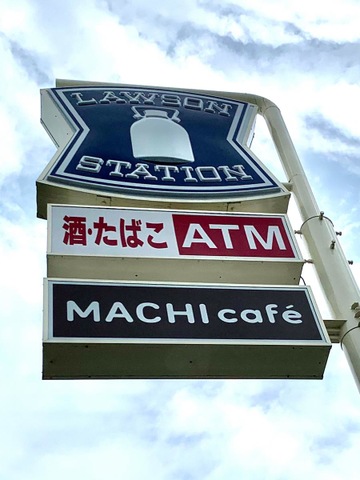 LAWSON
STATION
酒・たばこ ATM
MACHI café